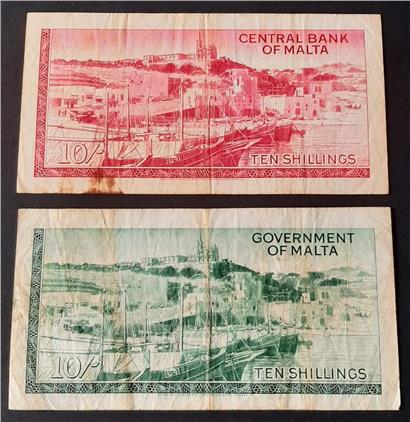 CENTRAL BANK
OF MALTA
10/-
TEN SHILLINGS
GOVERNMENT
OF MALTA
10/-
TEN SHILLINGS